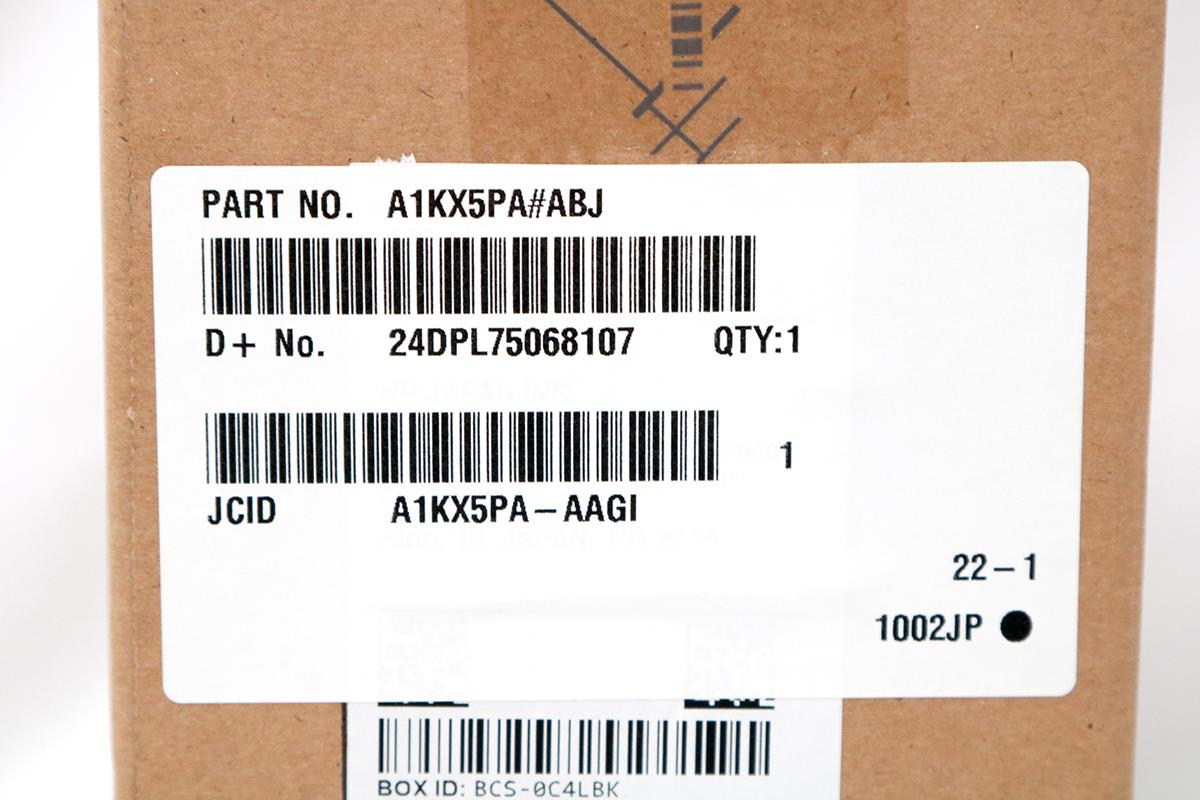 PART NO. A1KX5PA#ABJ
D+ No. 24DPL75068107 QTY:1
1
JCID A1KX5PA-AAGI
22-1
1002JP
BOX ID: BCS-0C4LBK